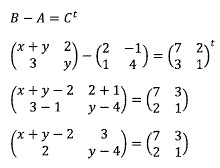 B − A = Cᵗ
(x + y 2; 3 y) − (2 −1; 1 4) = (7 2; 3 1)ᵗ
(x + y − 2 2 + 1; 3 − 1 y − 4) = (7 3; 2 1)
(x + y − 2 3; 2 y − 4) = (7 3; 2 1)